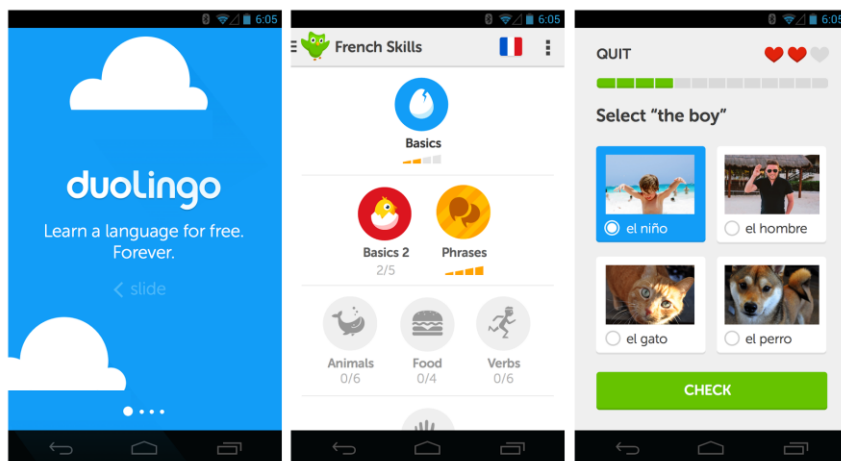 6:05
duolingo
Learn a language for free.
Forever.
< slide
6:05
French Skills
Basics
Basics 2
2/5
Phrases
Animals
0/6
Food
0/4
Verbs
0/6
6:05
QUIT
Select “the boy”
el niño
el hombre
el gato
el perro
CHECK